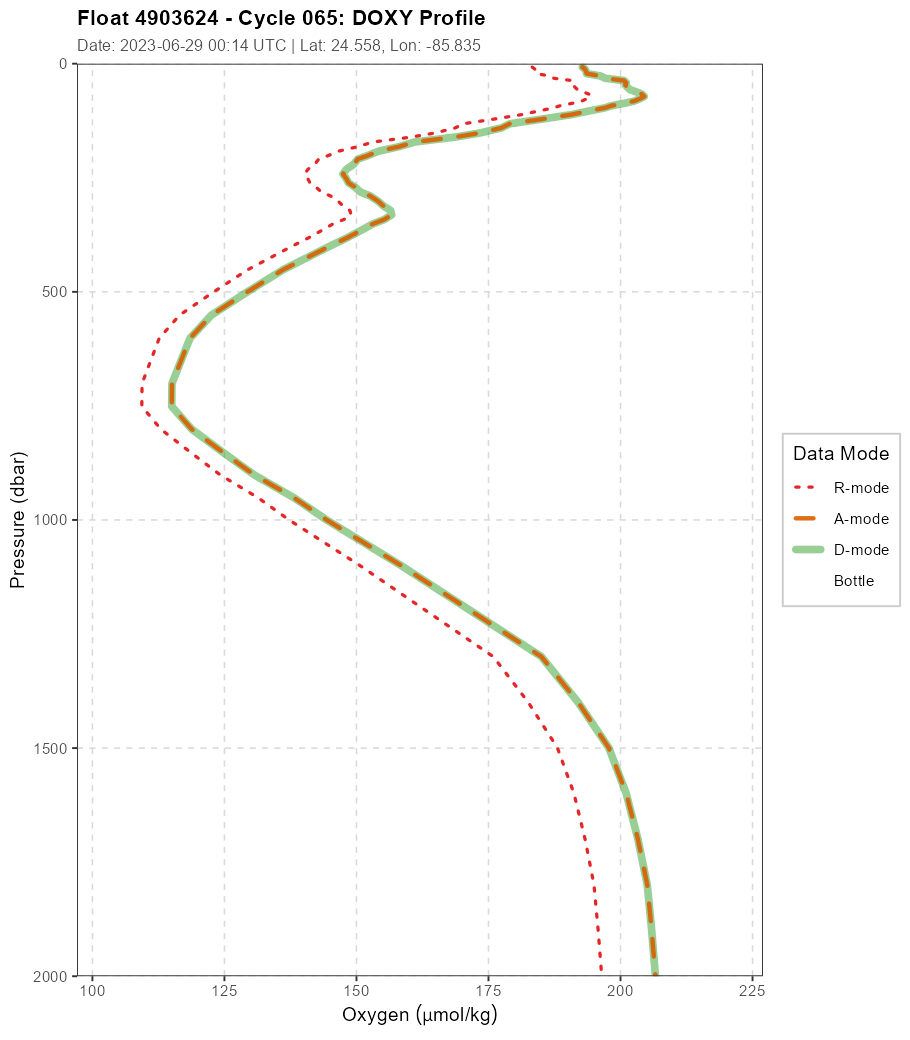 Float 4903624 - Cycle 065: DOXY Profile
Date: 2023-06-29 00:14 UTC | Lat: 24.558, Lon: -85.835
0
500
1000
1500
2000
Pressure (dbar)
100 125 150 175 200 225
Oxygen (μmol/kg)
Data Mode
R-mode
A-mode
D-mode
Bottle